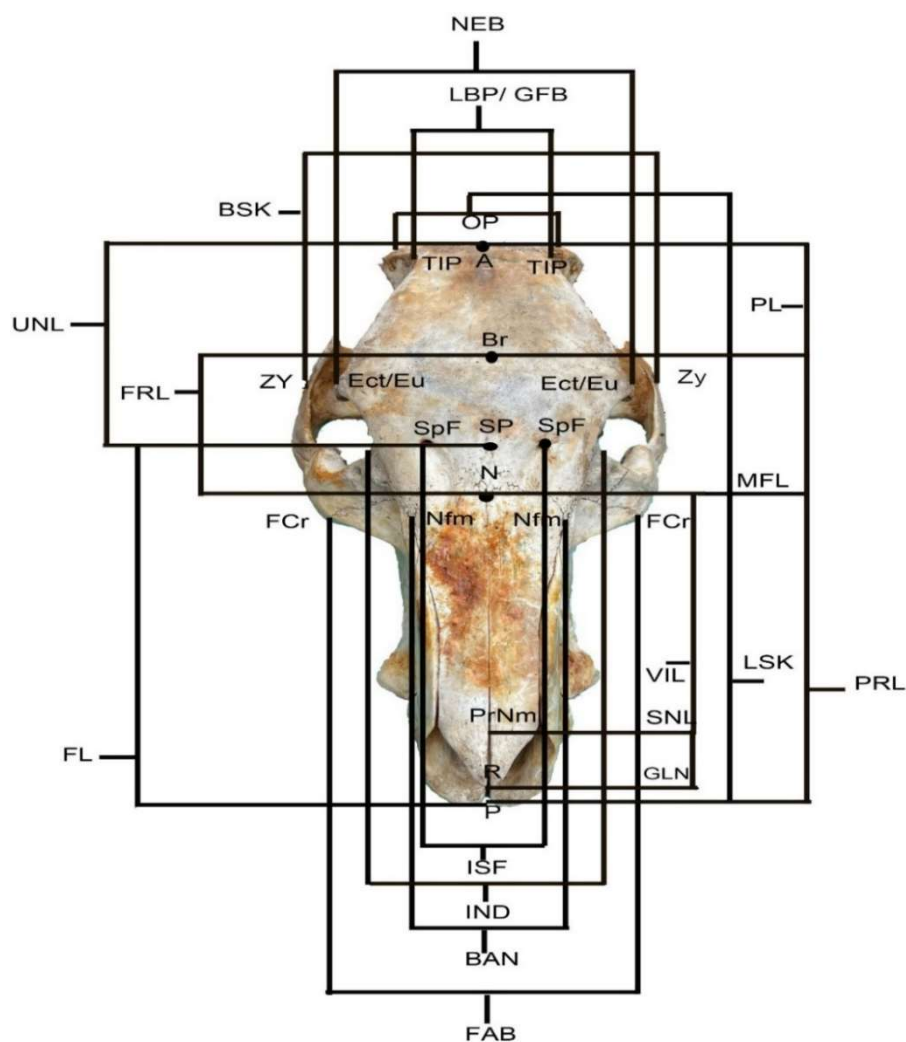 NEB
LBP/ GFB
BSK
OP
TIP A TIP
PL
UNL
Br
FRL
ZY Ect/Eu Ect/Eu Zy
SpF SP SpF
N
MFL
FCr Nfm Nfm FCr
VIL
LSK
PRL
PrNm SNL
FL
R GLN
P
ISF
IND
BAN
FAB